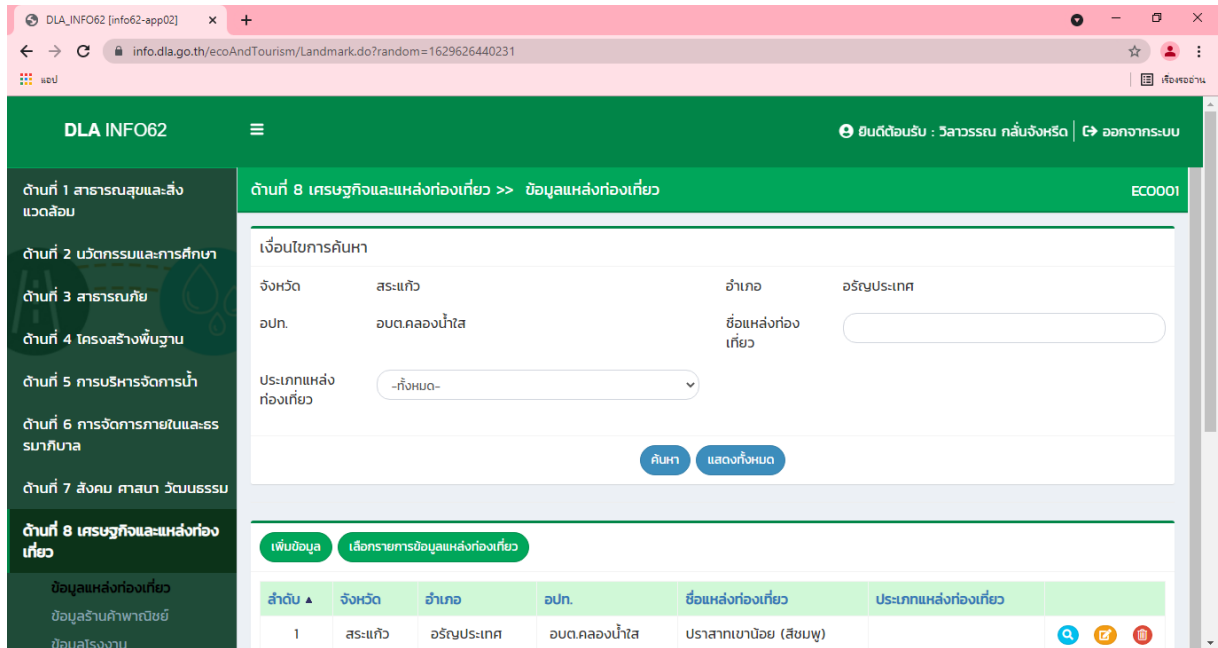 DLA_INFO62 [info62-app02]
info.dla.go.th/ecoAndTourism/Landmark.do?random=1629626440231
แอป
เรื่องรออ่าน
DLA INFO62
ยินดีต้อนรับ : วิลาวรรณ กลั่นจังหรีด
ออกจากระบบ
ด้านที่ 1 สาธารณสุขและสิ่ง
แวดล้อม
ด้านที่ 2 นวัตกรรมและการศึกษา
ด้านที่ 3 สาธารณภัย
ด้านที่ 4 โครงสร้างพื้นฐาน
ด้านที่ 5 การบริหารจัดการน้ำ
ด้านที่ 6 การจัดการภายในและธร
รมาภิบาล
ด้านที่ 7 สังคม ศาสนา วัฒนธรรม
ด้านที่ 8 เศรษฐกิจและแหล่งท่อง
เที่ยว
ข้อมูลแหล่งท่องเที่ยว
ข้อมูลร้านค้าพาณิชย์
ข้อมูลโรงงาน
ด้านที่ 8 เศรษฐกิจและแหล่งท่องเที่ยว >> ข้อมูลแหล่งท่องเที่ยว
ECO001
เงื่อนไขการค้นหา
จังหวัด สระแก้ว อำเภอ อรัญประเทศ
อปท. อบต.คลองน้ำใส ชื่อแหล่งท่อง
เที่ยว
ประเภทแหล่ง
ท่องเที่ยว
-ทั้งหมด-
ค้นหา แสดงทั้งหมด
เพิ่มข้อมูล เลือกรายการข้อมูลแหล่งท่องเที่ยว
ลำดับ จังหวัด อำเภอ อปท. ชื่อแหล่งท่องเที่ยว ประเภทแหล่งท่องเที่ยว
1 สระแก้ว อรัญประเทศ อบต.คลองน้ำใส ปราสาทเขาน้อย (สีชมพู)